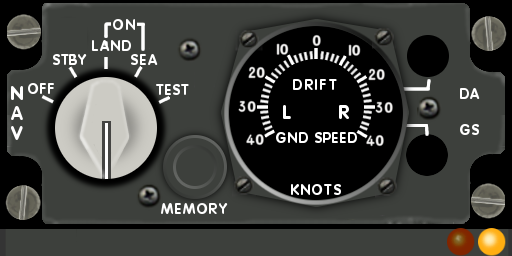 NAV
ON
LAND
STBY SEA
OFF TEST
MEMORY
10 0 10
20 20
DRIFT
30 L R 30
40 GND SPEED 40
KNOTS
DA
GS